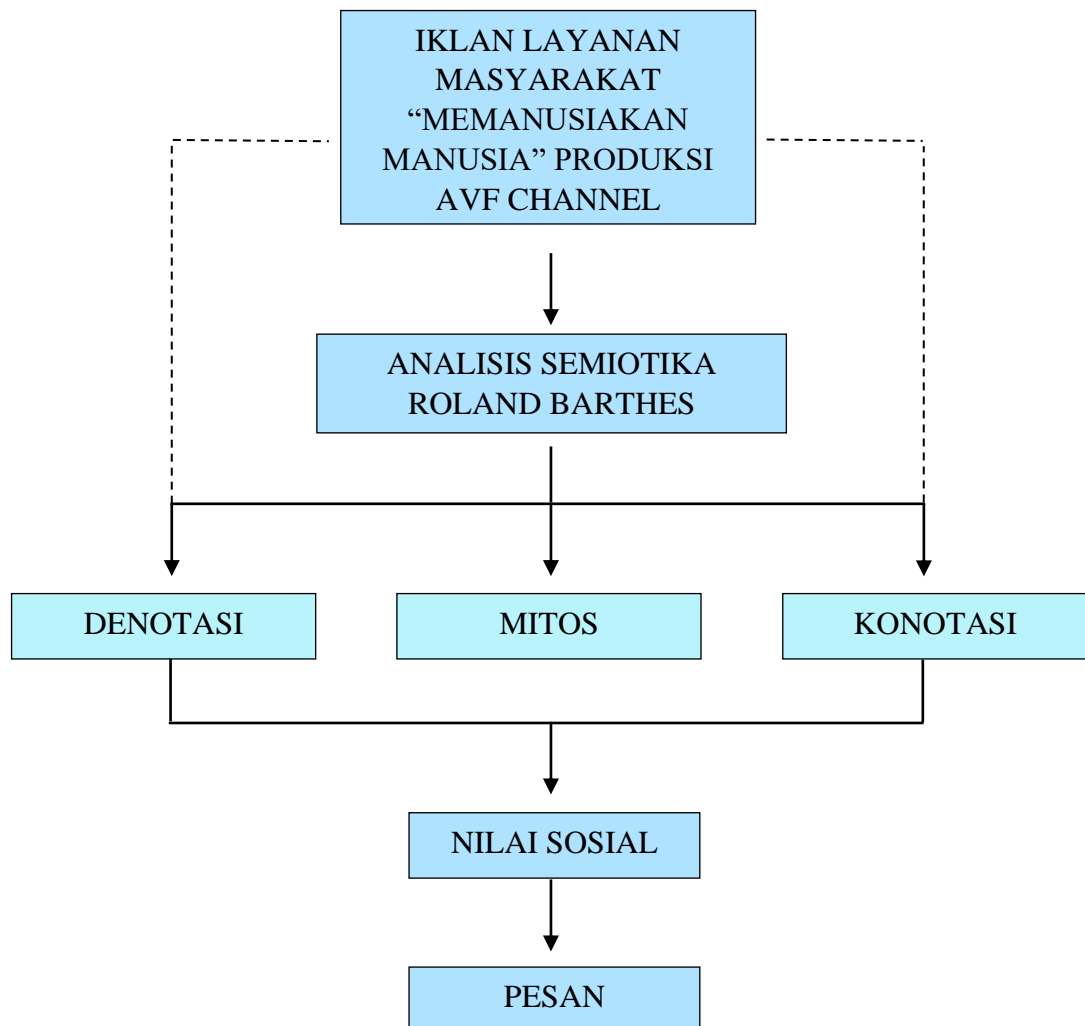 IKLAN LAYANAN
MASYARAKAT
“MEMANUSIAKAN
MANUSIA” PRODUKSI
AVF CHANNEL
ANALISIS SEMIOTIKA
ROLAND BARTHES
DENOTASI
MITOS
KONOTASI
NILAI SOSIAL
PESAN